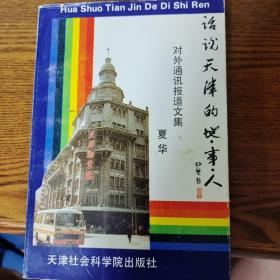 Hua Shuo Tian Jin De Di Shi Ren
话说天津的地·事·人
对外通讯报道文集
夏华
天津社会科学院出版社